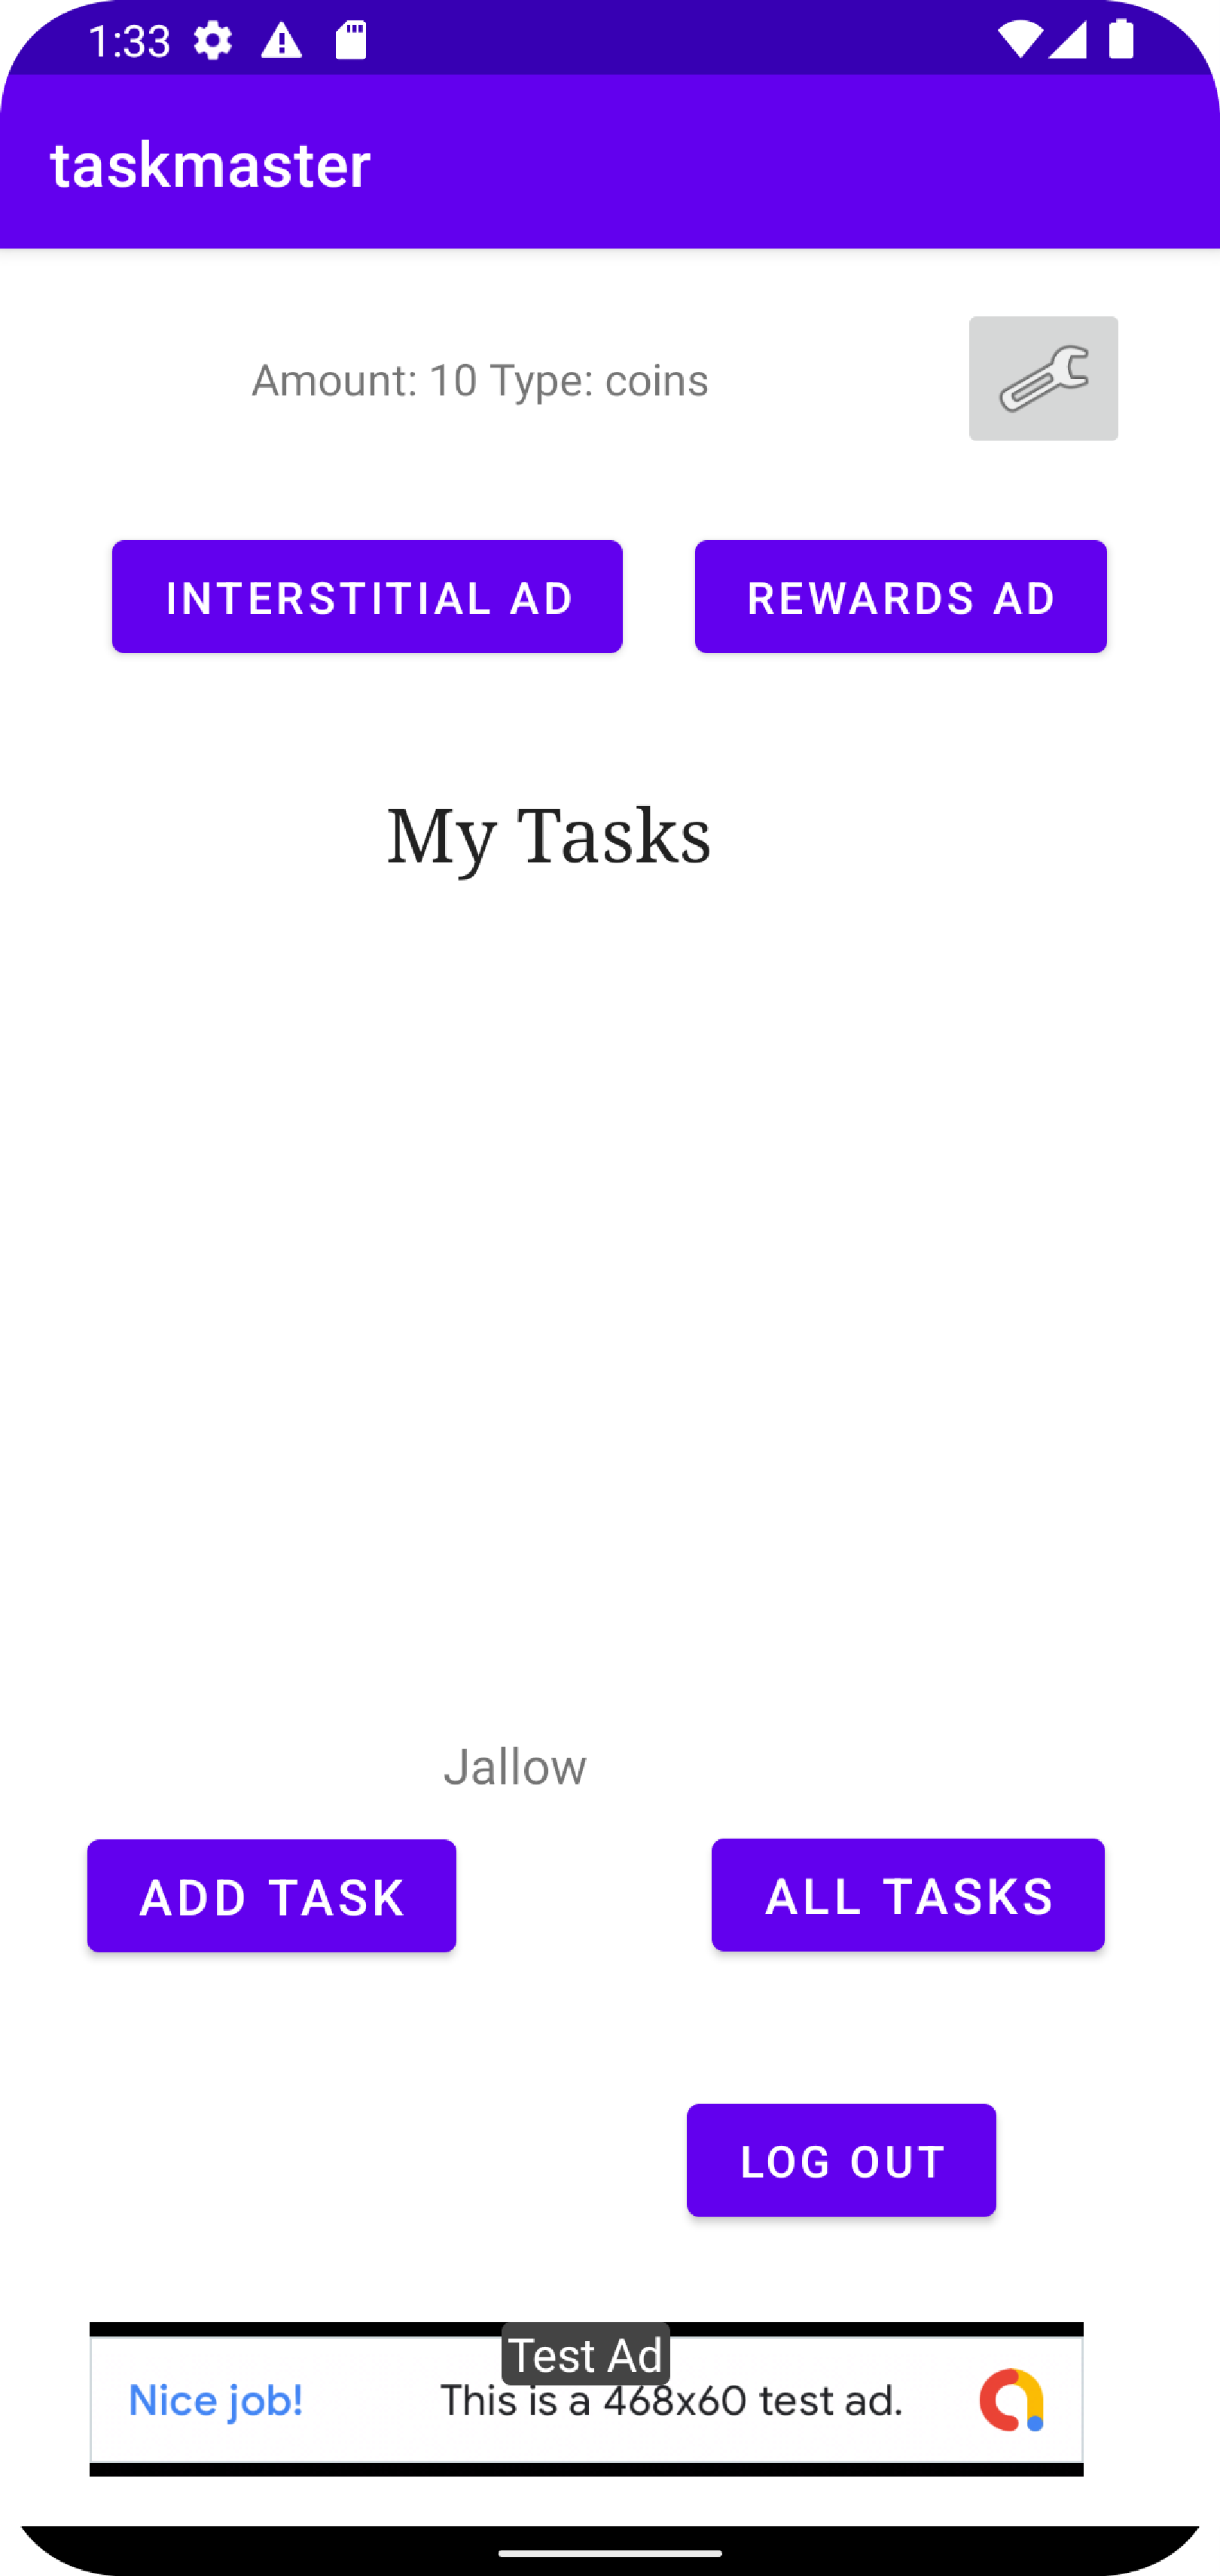 1:33
taskmaster
Amount: 10 Type: coins
INTERSTITIAL AD
REWARDS AD
My Tasks
Jallow
ADD TASK
ALL TASKS
LOG OUT
Test Ad
Nice job!
This is a 468x60 test ad.